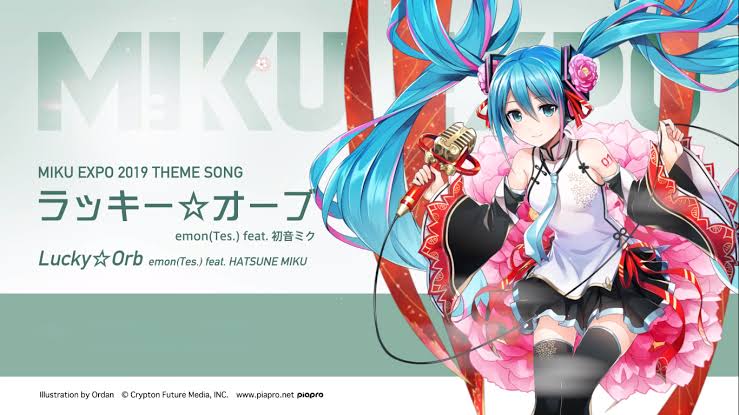 MIKU EXPO
MIKU EXPO 2019 THEME SONG
ラッキー☆オーブ
emon(Tes.) feat. 初音ミク
Lucky☆Orb emon(Tes.) feat. HATSUNE MIKU
01
Illustration by Ordan © Crypton Future Media, INC. www.piapro.net piapro